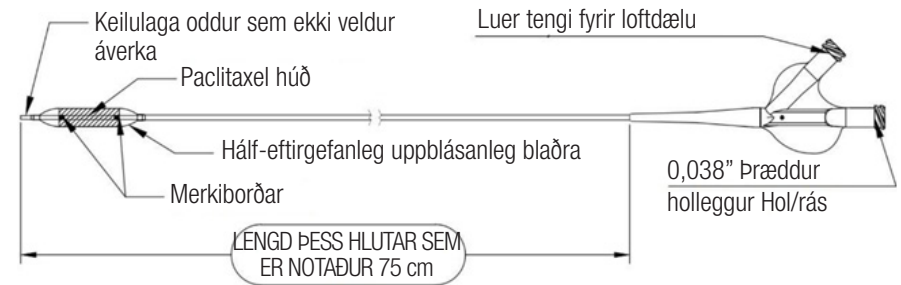 Keilulaga oddur sem ekki veldur
áverka
Luer tengi fyrir loftdælu
Paclitaxel húð
Hálf-eftirgefanleg uppblásanleg blaðra
Merkiborðar
0,038” Þræddur
holleggur Hol/rás
LENGD ÞESS HLUTAR SEM
ER NOTAÐUR 75 cm